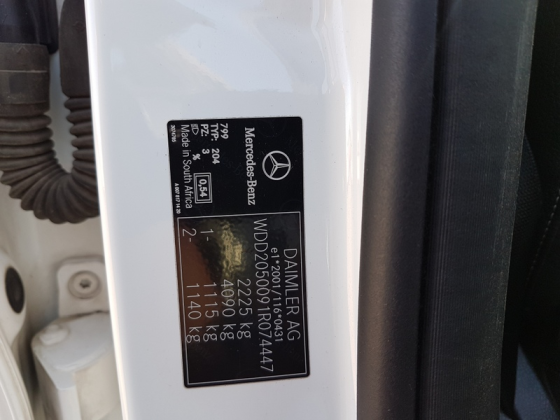 Mercedes-Benz
799
TYP: 204
PZ: 3
% 0,54
Made in South Africa
DAIMLER AG
e1*2001/116*0431
WDD2050091R074447
2225 kg
4090 kg
1- 1115 kg
2- 1140 kg